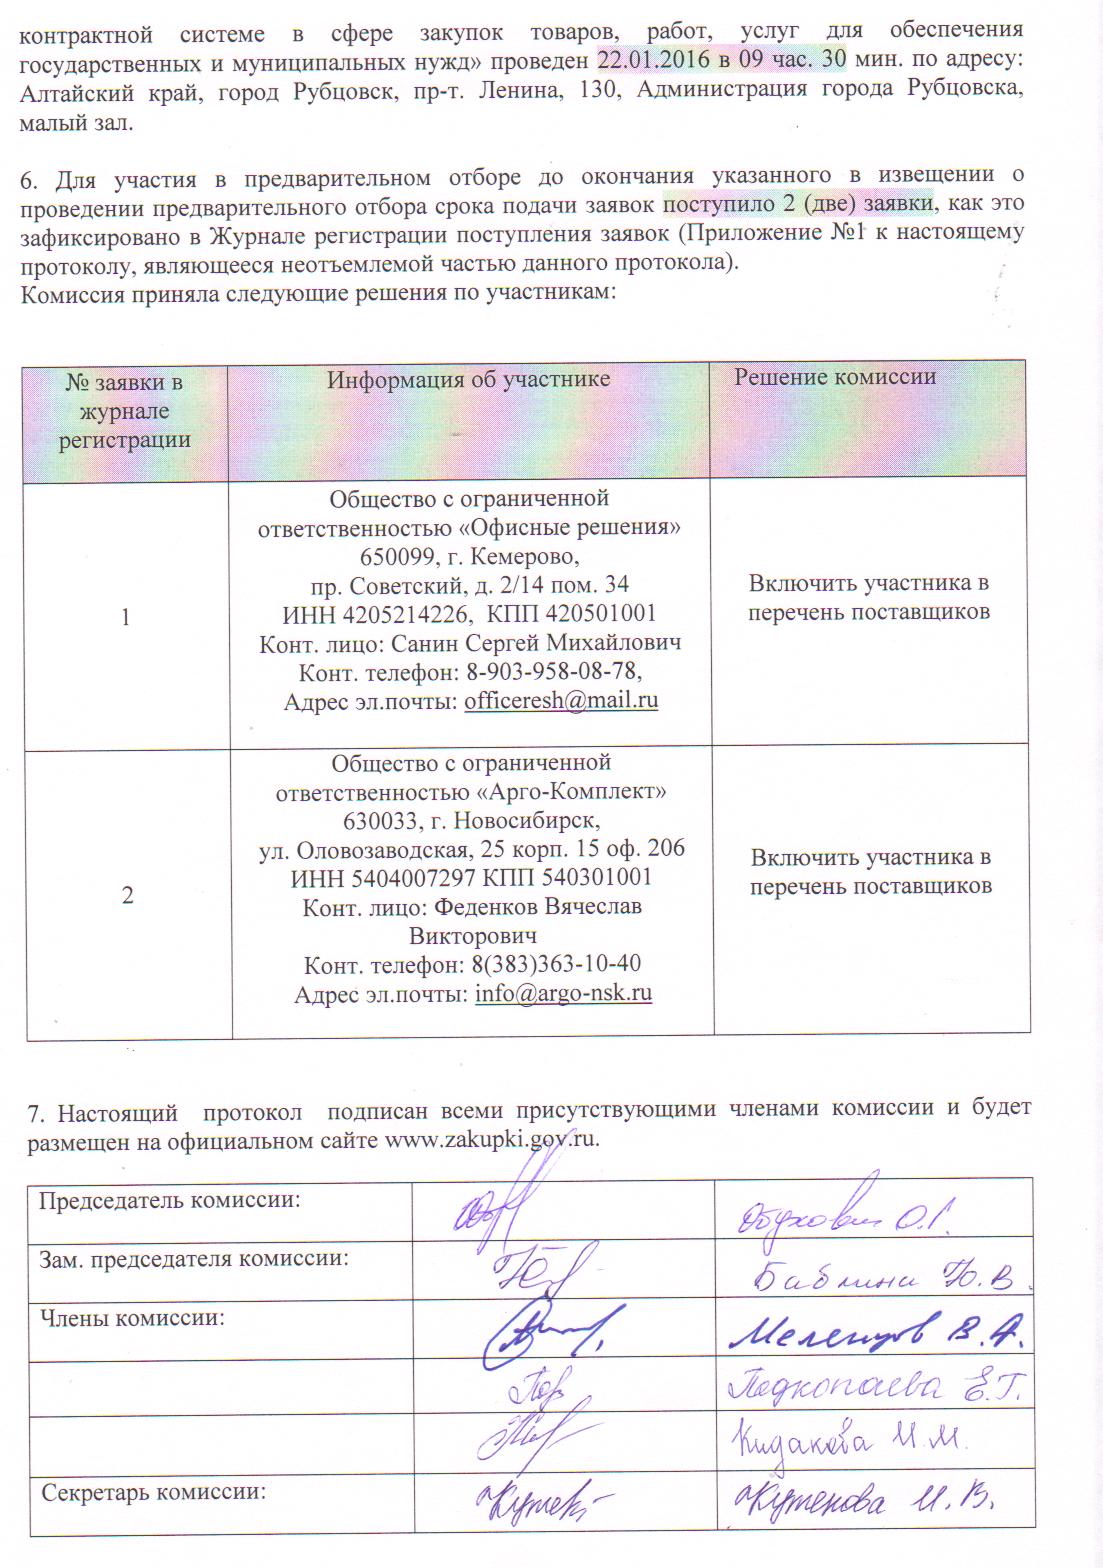 контрактной системе в сфере закупок товаров, работ, услуг для обеспечения
государственных и муниципальных нужд» проведен 22.01.2016 в 09 час. 30 мин. по адресу:
Алтайский край, город Рубцовск, пр-т. Ленина, 130, Администрация города Рубцовска,
малый зал.
6. Для участия в предварительном отборе до окончания указанного в извещении о
проведении предварительного отбора срока подачи заявок поступило 2 (две) заявки, как это
зафиксировано в Журнале регистрации поступления заявок (Приложение №1 к настоящему
протоколу, являющееся неотъемлемой частью данного протокола).
Комиссия приняла следующие решения по участникам:
№ заявки в
журнале
регистрации
Информация об участнике
Решение комиссии
1
Общество с ограниченной
ответственностью «Офисные решения»
650099, г. Кемерово,
пр. Советский, д. 2/14 пом. 34
ИНН 4205214226, КПП 420501001
Конт. лицо: Санин Сергей Михайлович
Конт. телефон: 8-903-958-08-78,
Адрес эл.почты: officeresh@mail.ru
Включить участника в
перечень поставщиков
2
Общество с ограниченной
ответственностью «Арго-Комплект»
630033, г. Новосибирск,
ул. Оловозаводская, 25 корп. 15 оф. 206
ИНН 5404007297 КПП 540301001
Конт. лицо: Феденков Вячеслав
Викторович
Конт. телефон: 8(383)363-10-40
Адрес эл.почты: info@argo-nsk.ru
Включить участника в
перечень поставщиков
7. Настоящий протокол подписан всеми присутствующими членами комиссии и будет
размещен на официальном сайте www.zakupki.gov.ru.
Председатель комиссии:
Обухович О.Г.
Зам. председателя комиссии:
Ю.В.
Члены комиссии:
Меленцов В.А.
Подкопаева Е.Г.
И.М.
Секретарь комиссии:
И.В.